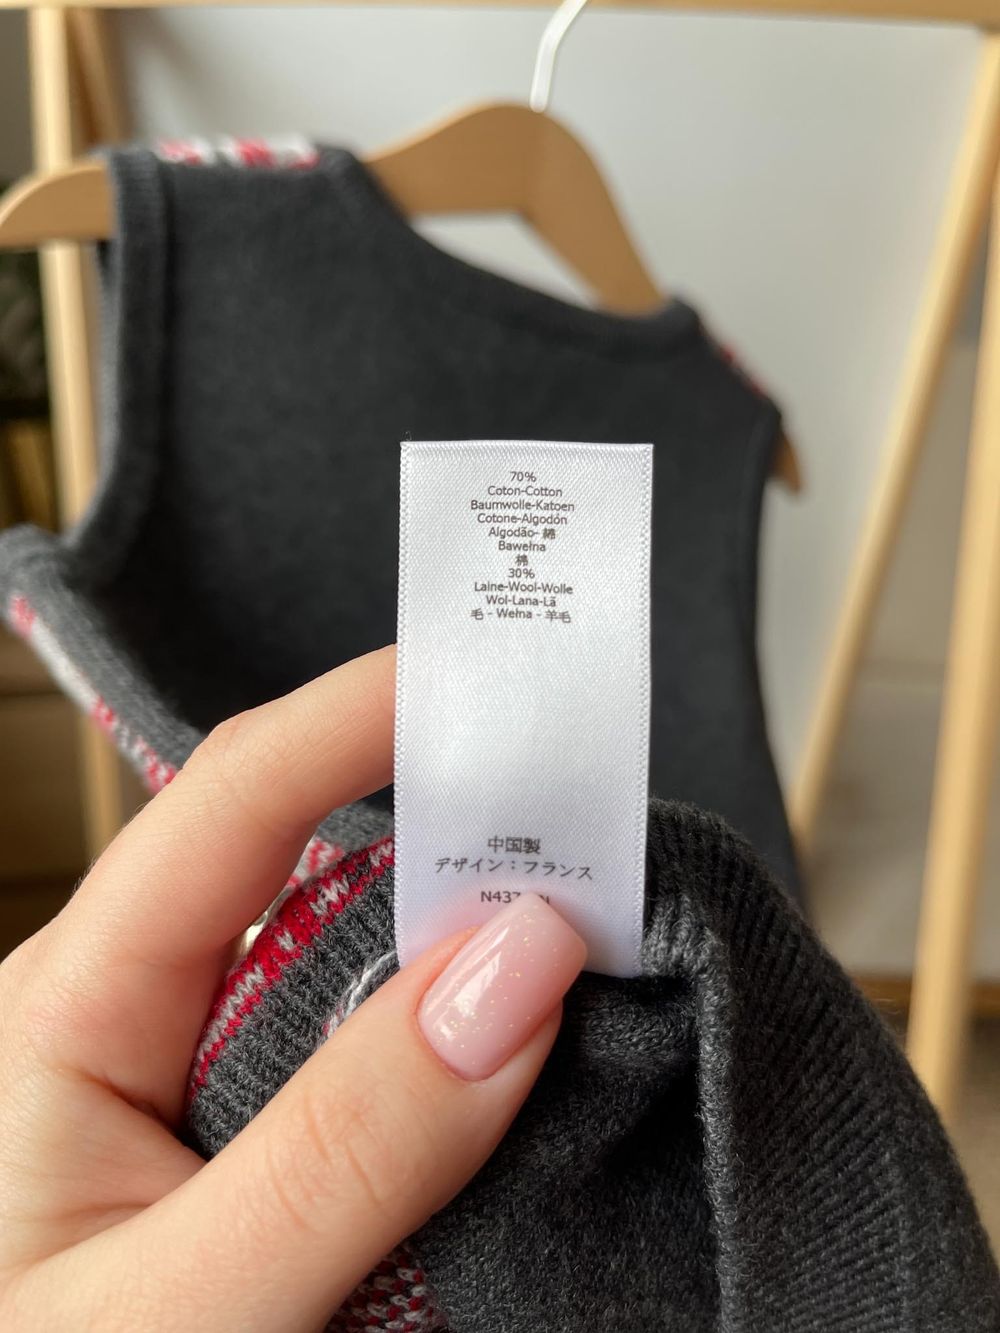 70%
Coton-Cotton
Baumwolle-Katoen
Cotone-Algodón
Algodão- 綿
Bawełna
棉
30%
Laine-Wool-Wolle
Wol-Lana-Lã
毛 - Wełna - 羊毛
中国製
デザイン：フランス